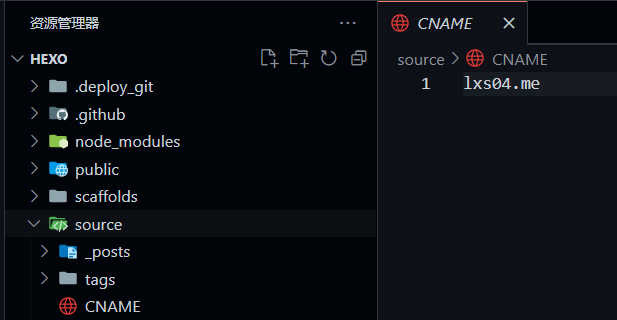 资源管理器 ...
HEXO
.deploy_git
.github
node_modules
public
scaffolds
source
_posts
tags
CNAME
CNAME
source > CNAME
1 lxs04.me